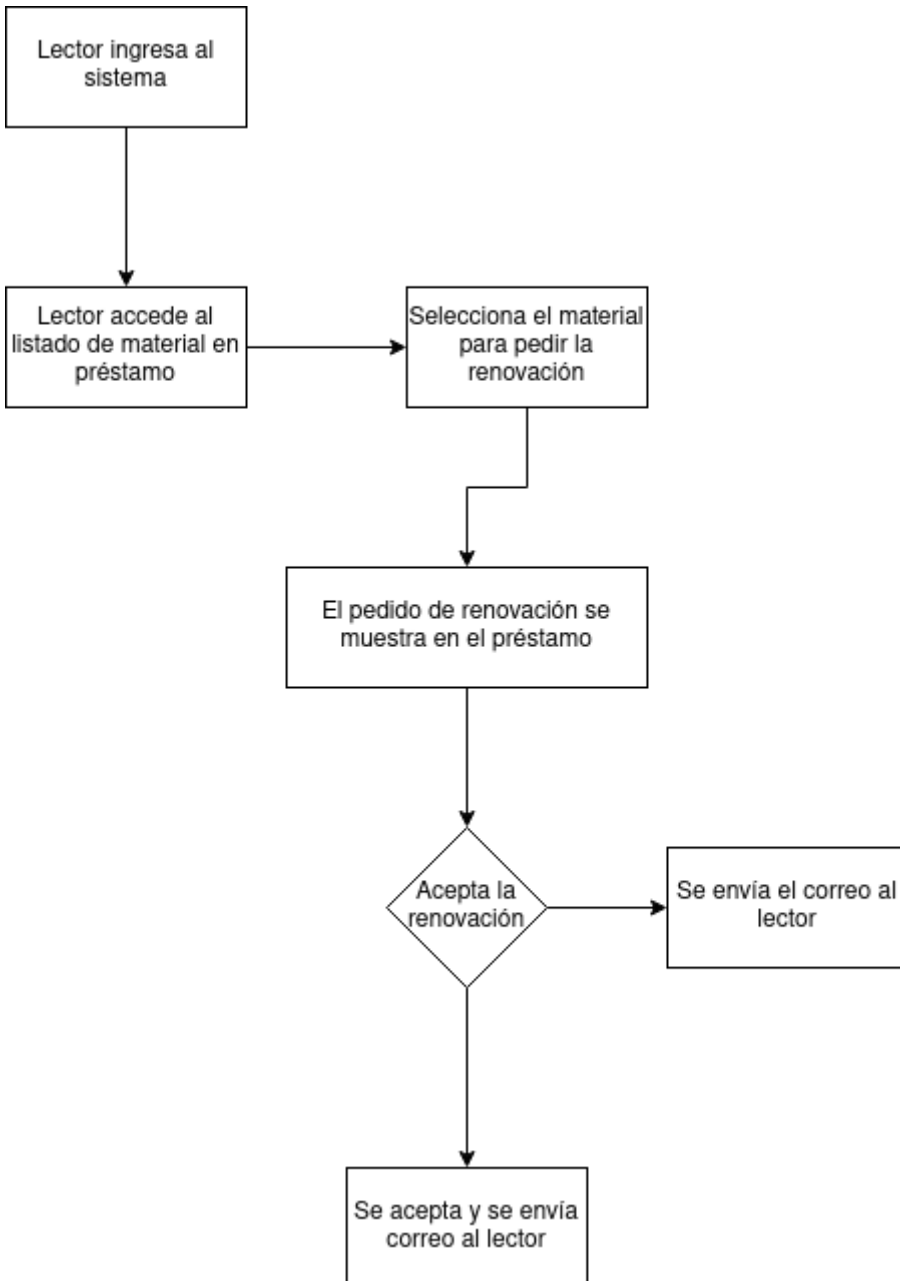 Lector ingresa al
sistema
Lector accede al
listado de material en
préstamo
Selecciona el material
para pedir la
renovación
El pedido de renovación se
muestra en el préstamo
Acepta la
renovación
Se envía el correo al
lector
Se acepta y se envía
correo al lector